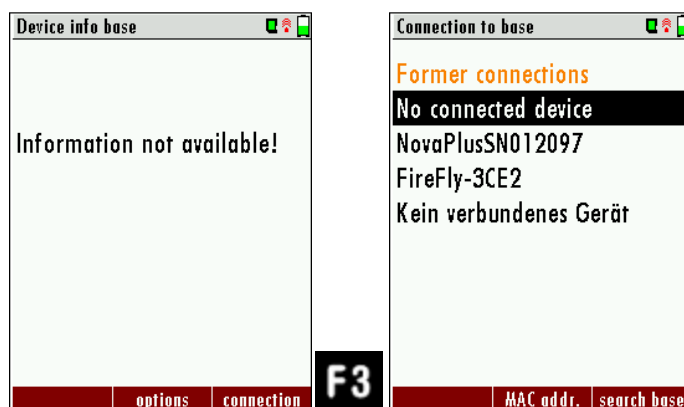 Device info base
Information not available!
options connection
F3
Connection to base
Former connections
No connected device
NovaPlusSN012097
FireFly-3CE2
Kein verbundenes Gerät
MAC addr. search base